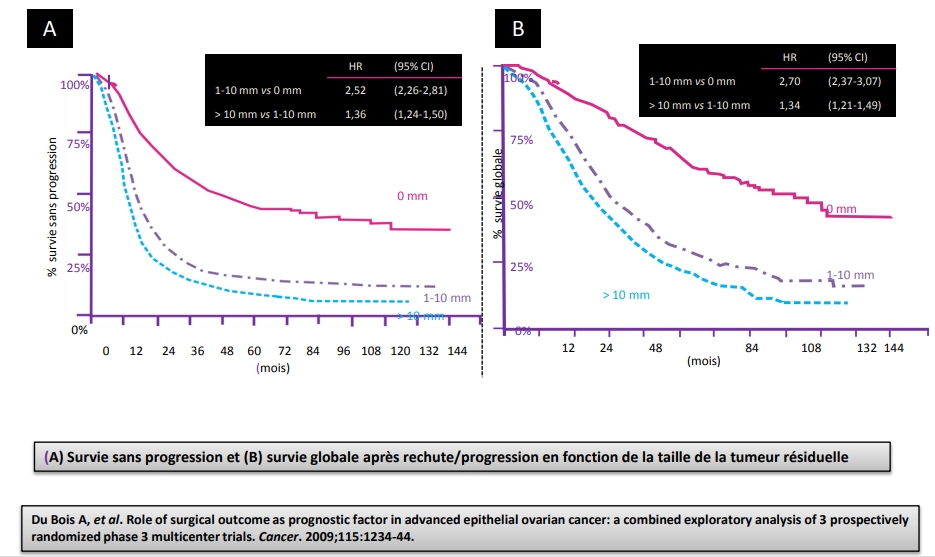 A
HR (95% CI)
1-10 mm vs 0 mm 2,52 (2,26-2,81)
> 10 mm vs 1-10 mm 1,36 (1,24-1,50)
% survie sans progression
100%
75%
50%
25%
0%
0 mm
1-10 mm
> 10 mm
0 12 24 36 48 60 72 84 96 108 120 132 144
(mois)
B
HR (95% CI)
1-10 mm vs 0 mm 2,70 (2,37-3,07)
> 10 mm vs 1-10 mm 1,34 (1,21-1,49)
% survie globale
100%
75%
50%
25%
0%
0 mm
1-10 mm
> 10 mm
12 24 48 84 108 132 144
(mois)
(A) Survie sans progression et (B) survie globale après rechute/progression en fonction de la taille de la tumeur résiduelle
Du Bois A, et al. Role of surgical outcome as prognostic factor in advanced epithelial ovarian cancer: a combined exploratory analysis of 3 prospectively
randomized phase 3 multicenter trials. Cancer. 2009;115:1234-44.